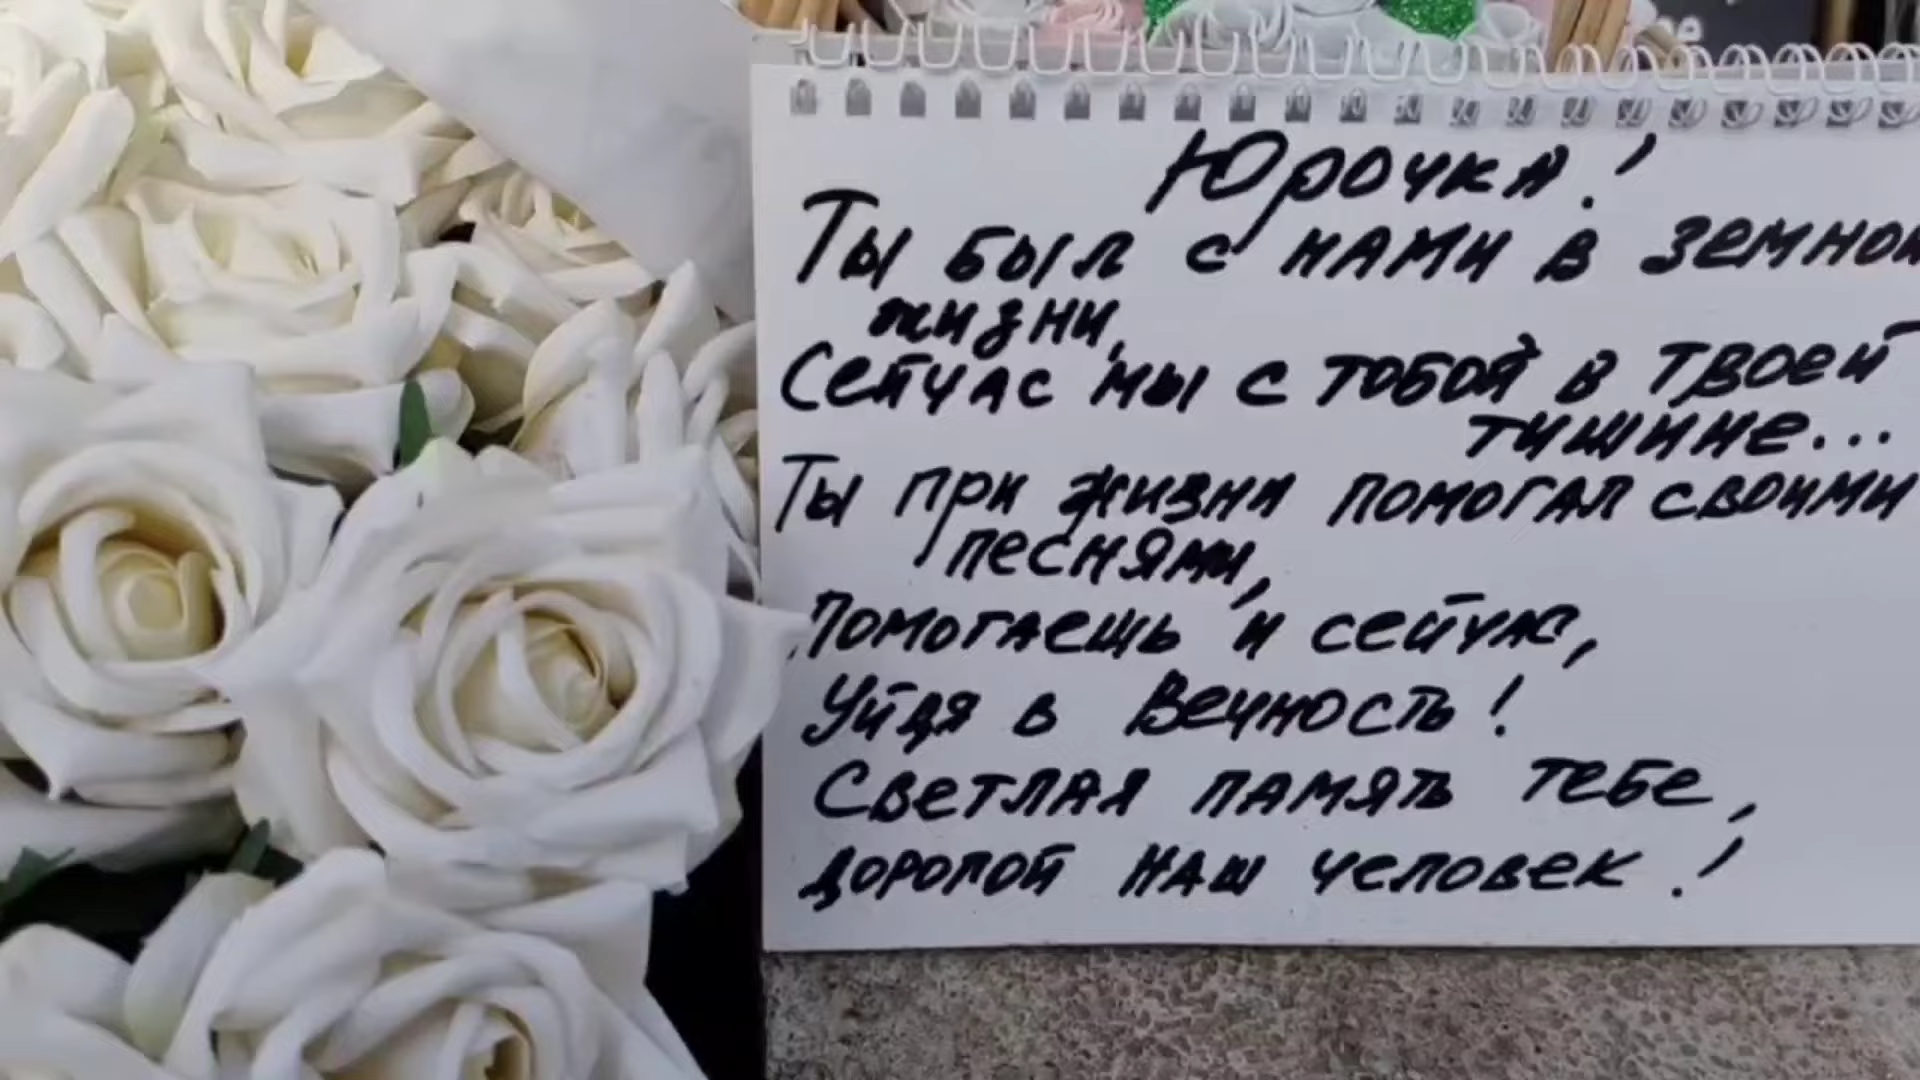 Юрочка!
Ты был с нами в земной
жизни,
Сейчас мы с тобой в твоей
тишине...
Ты при жизни помогал своими
песнями,
Помогаешь и сейчас,
Уйдя в Вечность!
Светлая память тебе,
дорогой наш человек!